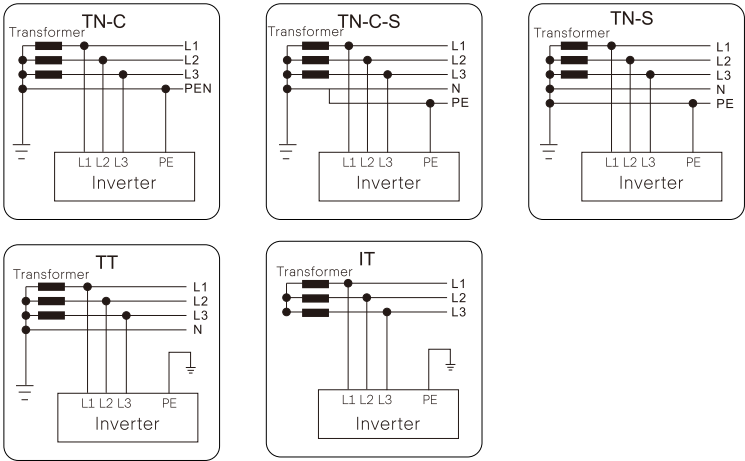 TN-C
Transformer
L1
L2
L3
PEN
L1 L2 L3 PE
Inverter
TN-C-S
Transformer
L1
L2
L3
N
PE
L1 L2 L3 PE
Inverter
TN-S
Transformer
L1
L2
L3
N
PE
L1 L2 L3 PE
Inverter
TT
Transformer
L1
L2
L3
N
L1 L2 L3 PE
Inverter
IT
Transformer
L1
L2
L3
L1 L2 L3 PE
Inverter